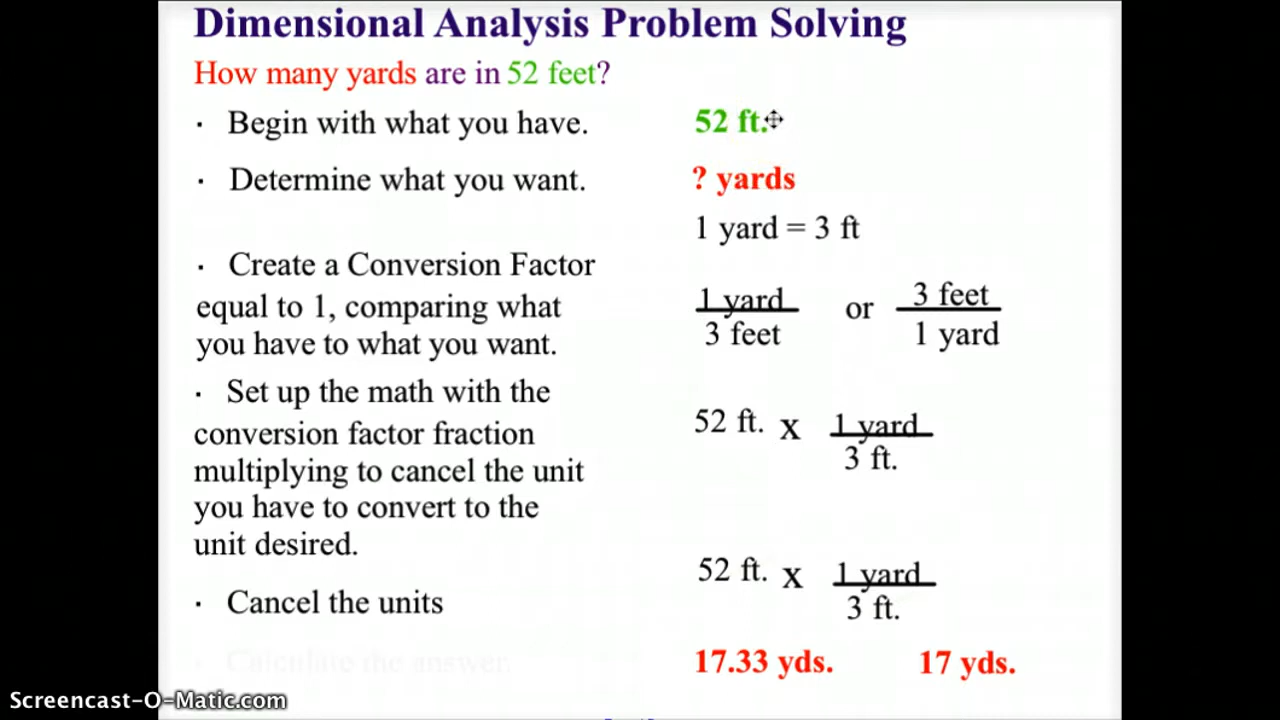 Dimensional Analysis Problem Solving
How many yards are in 52 feet?
· Begin with what you have.
52 ft.
· Determine what you want.
? yards
1 yard = 3 ft
· Create a Conversion Factor
equal to 1, comparing what
you have to what you want.
1 yard
3 feet
or
3 feet
1 yard
· Set up the math with the
conversion factor fraction
multiplying to cancel the unit
you have to convert to the
unit desired.
52 ft. x 1 yard
3 ft.
· Cancel the units
52 ft. x 1 yard
3 ft.
· Calculate the answer.
17.33 yds. 17 yds.
Screencast-O-Matic.com